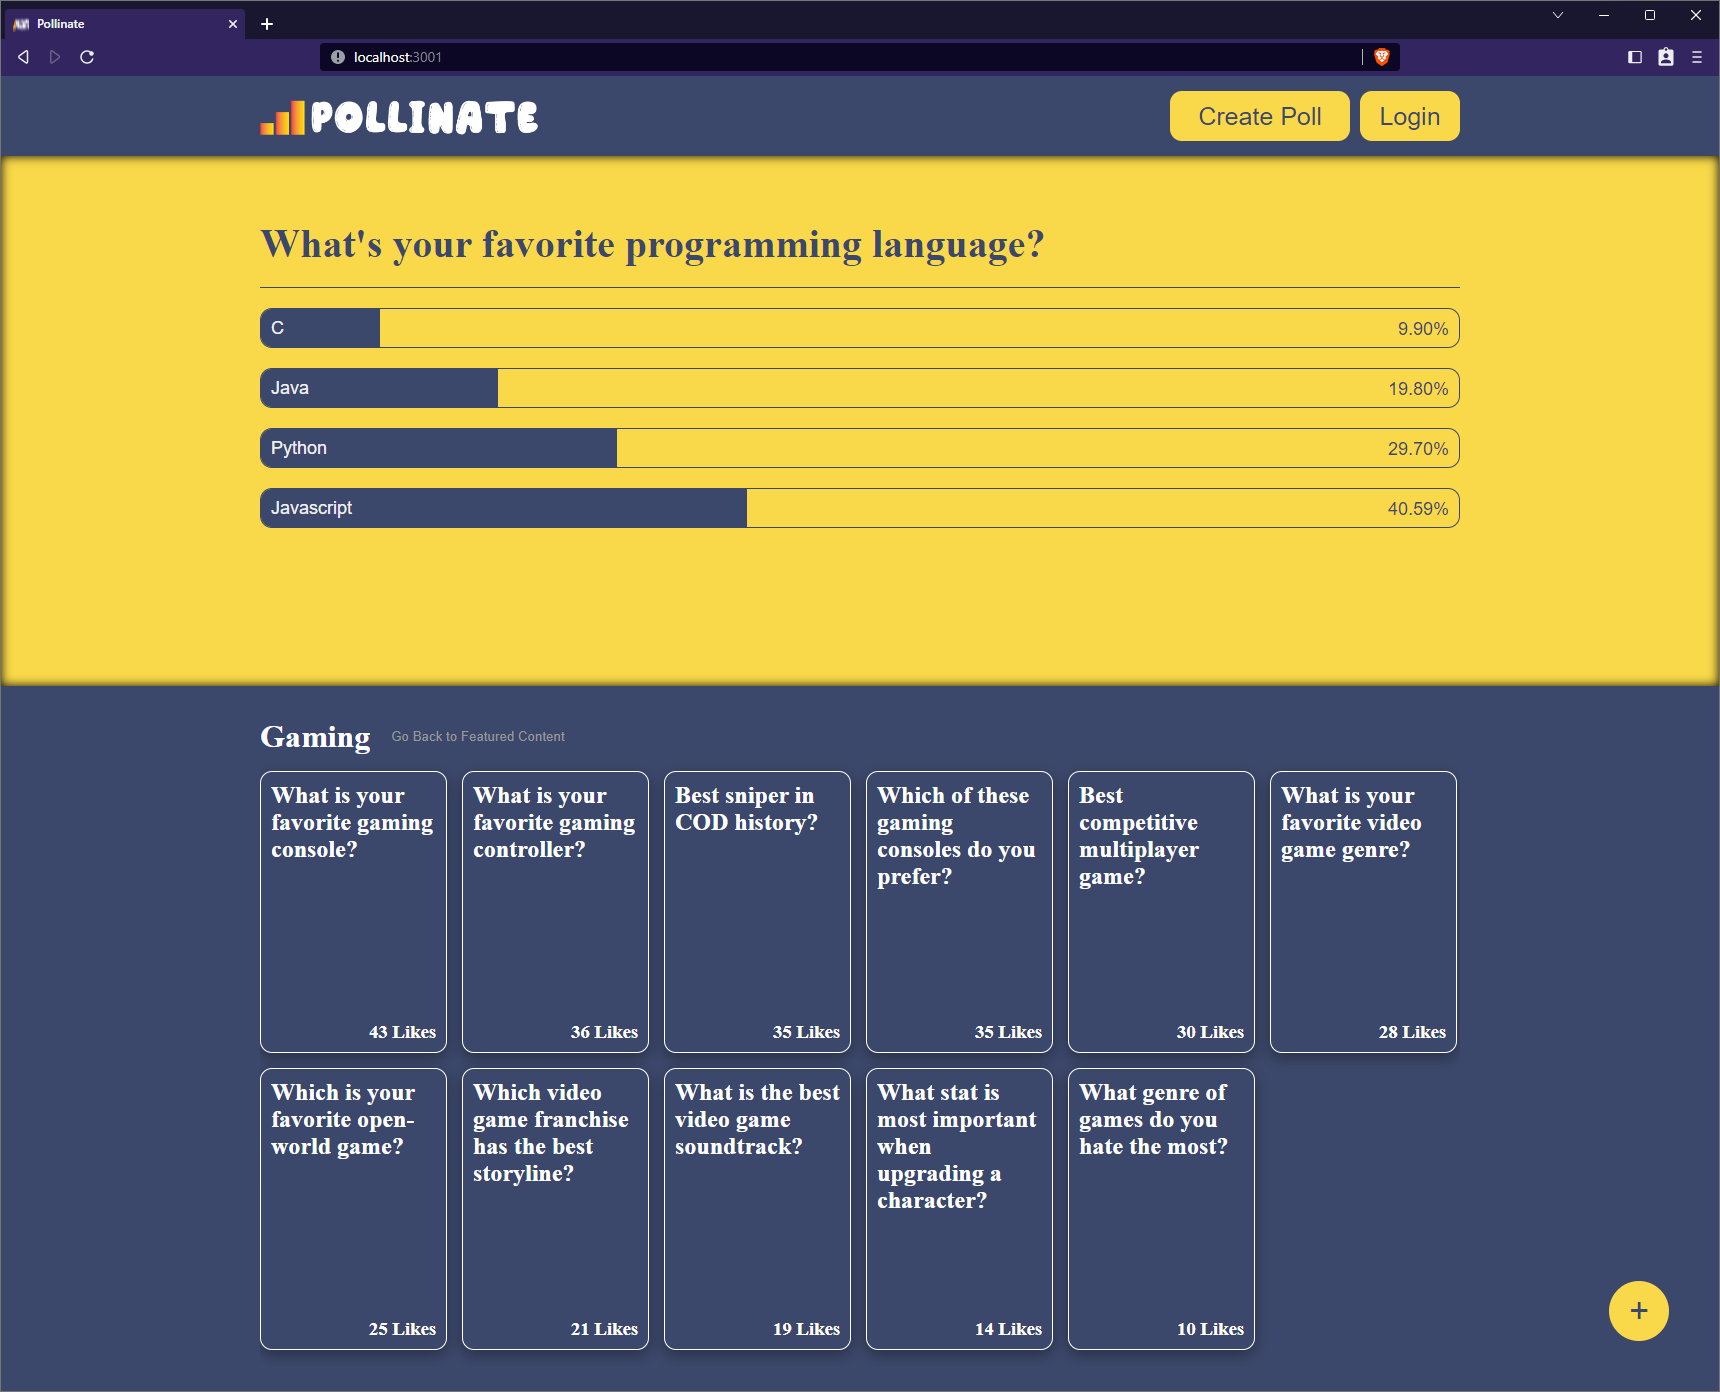 Pollinate
localhost:3001
POLLINATE
Create Poll
Login
What's your favorite programming language?
C
9.90%
Java
19.80%
Python
29.70%
Javascript
40.59%
Gaming
Go Back to Featured Content
What is your
favorite gaming
console?
43 Likes
What is your
favorite gaming
controller?
36 Likes
Best sniper in
COD history?
35 Likes
Which of these
gaming
consoles do you
prefer?
35 Likes
Best
competitive
multiplayer
game?
30 Likes
What is your
favorite video
game genre?
28 Likes
Which is your
favorite open-
world game?
25 Likes
Which video
game franchise
has the best
storyline?
21 Likes
What is the best
video game
soundtrack?
19 Likes
What stat is
most important
when
upgrading a
character?
14 Likes
What genre of
games do you
hate the most?
10 Likes
+